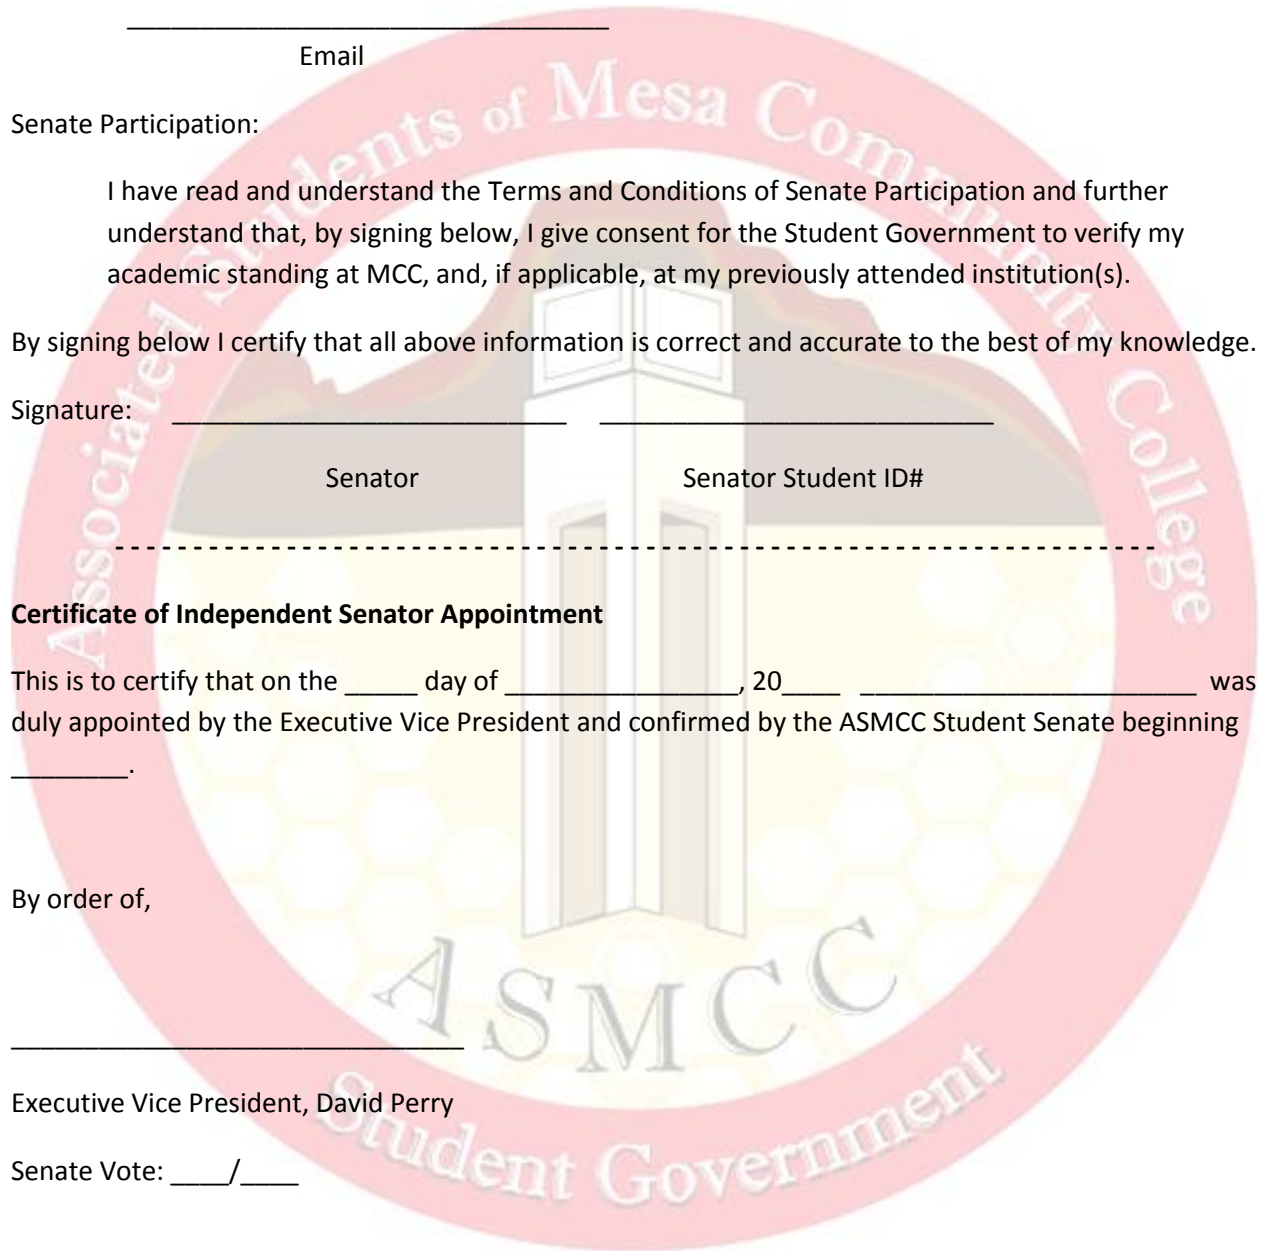 _________________________________
Email
Senate Participation:
I have read and understand the Terms and Conditions of Senate Participation and further
understand that, by signing below, I give consent for the Student Government to verify my
academic standing at MCC, and, if applicable, at my previously attended institution(s).
By signing below I certify that all above information is correct and accurate to the best of my knowledge.
Signature: ___________________________ ___________________________
Senator Senator Student ID#
- - - - - - - - - - - - - - - - - - - - - - - - - - - - - - - - - - - - - - - - - - - - - - - - - - - - - - - - - - - - - - - - - - -
Certificate of Independent Senator Appointment
This is to certify that on the _____ day of ________________, 20____ _______________________ was
duly appointed by the Executive Vice President and confirmed by the ASMCC Student Senate beginning
________.
By order of,
_______________________________
Executive Vice President, David Perry
Senate Vote: ____/____
Associated Students of Mesa Community College
ASMCC
Student Government